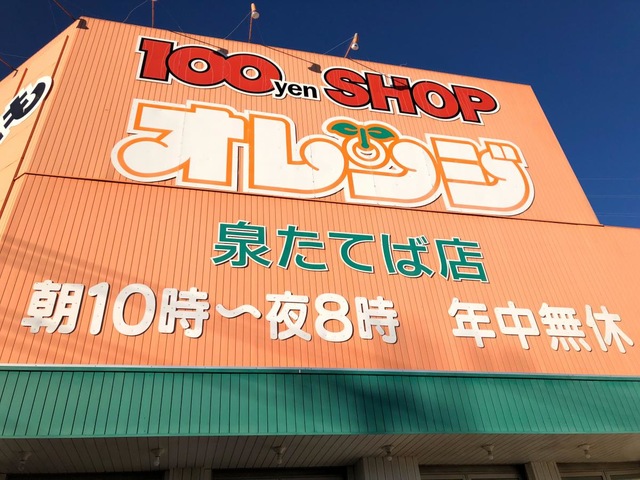 100yen SHOP
オレンジ
泉たてば店
朝10時〜夜8時 年中無休
も